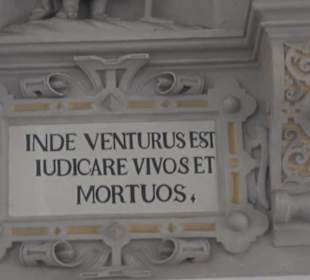 INDE VENTURUS EST
IUDICARE VIVOS ET
MORTUOS.